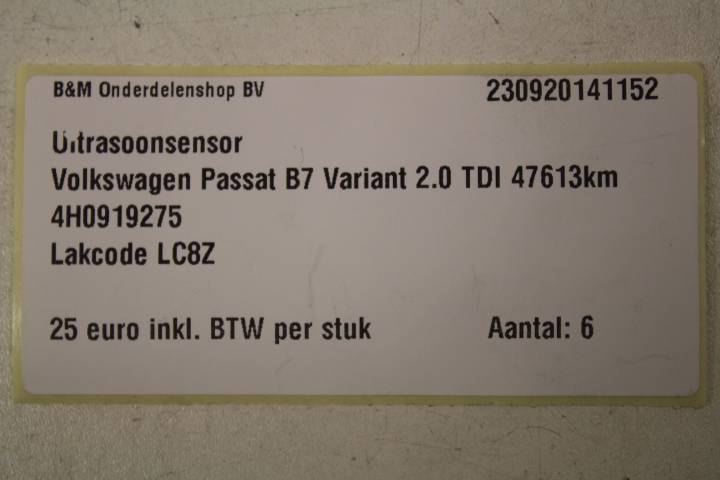 B&M Onderdelenshop BV 230920141152
Ultrasoonsensor
Volkswagen Passat B7 Variant 2.0 TDI 47613km
4H0919275
Lakcode LC8Z
25 euro inkl. BTW per stuk Aantal: 6